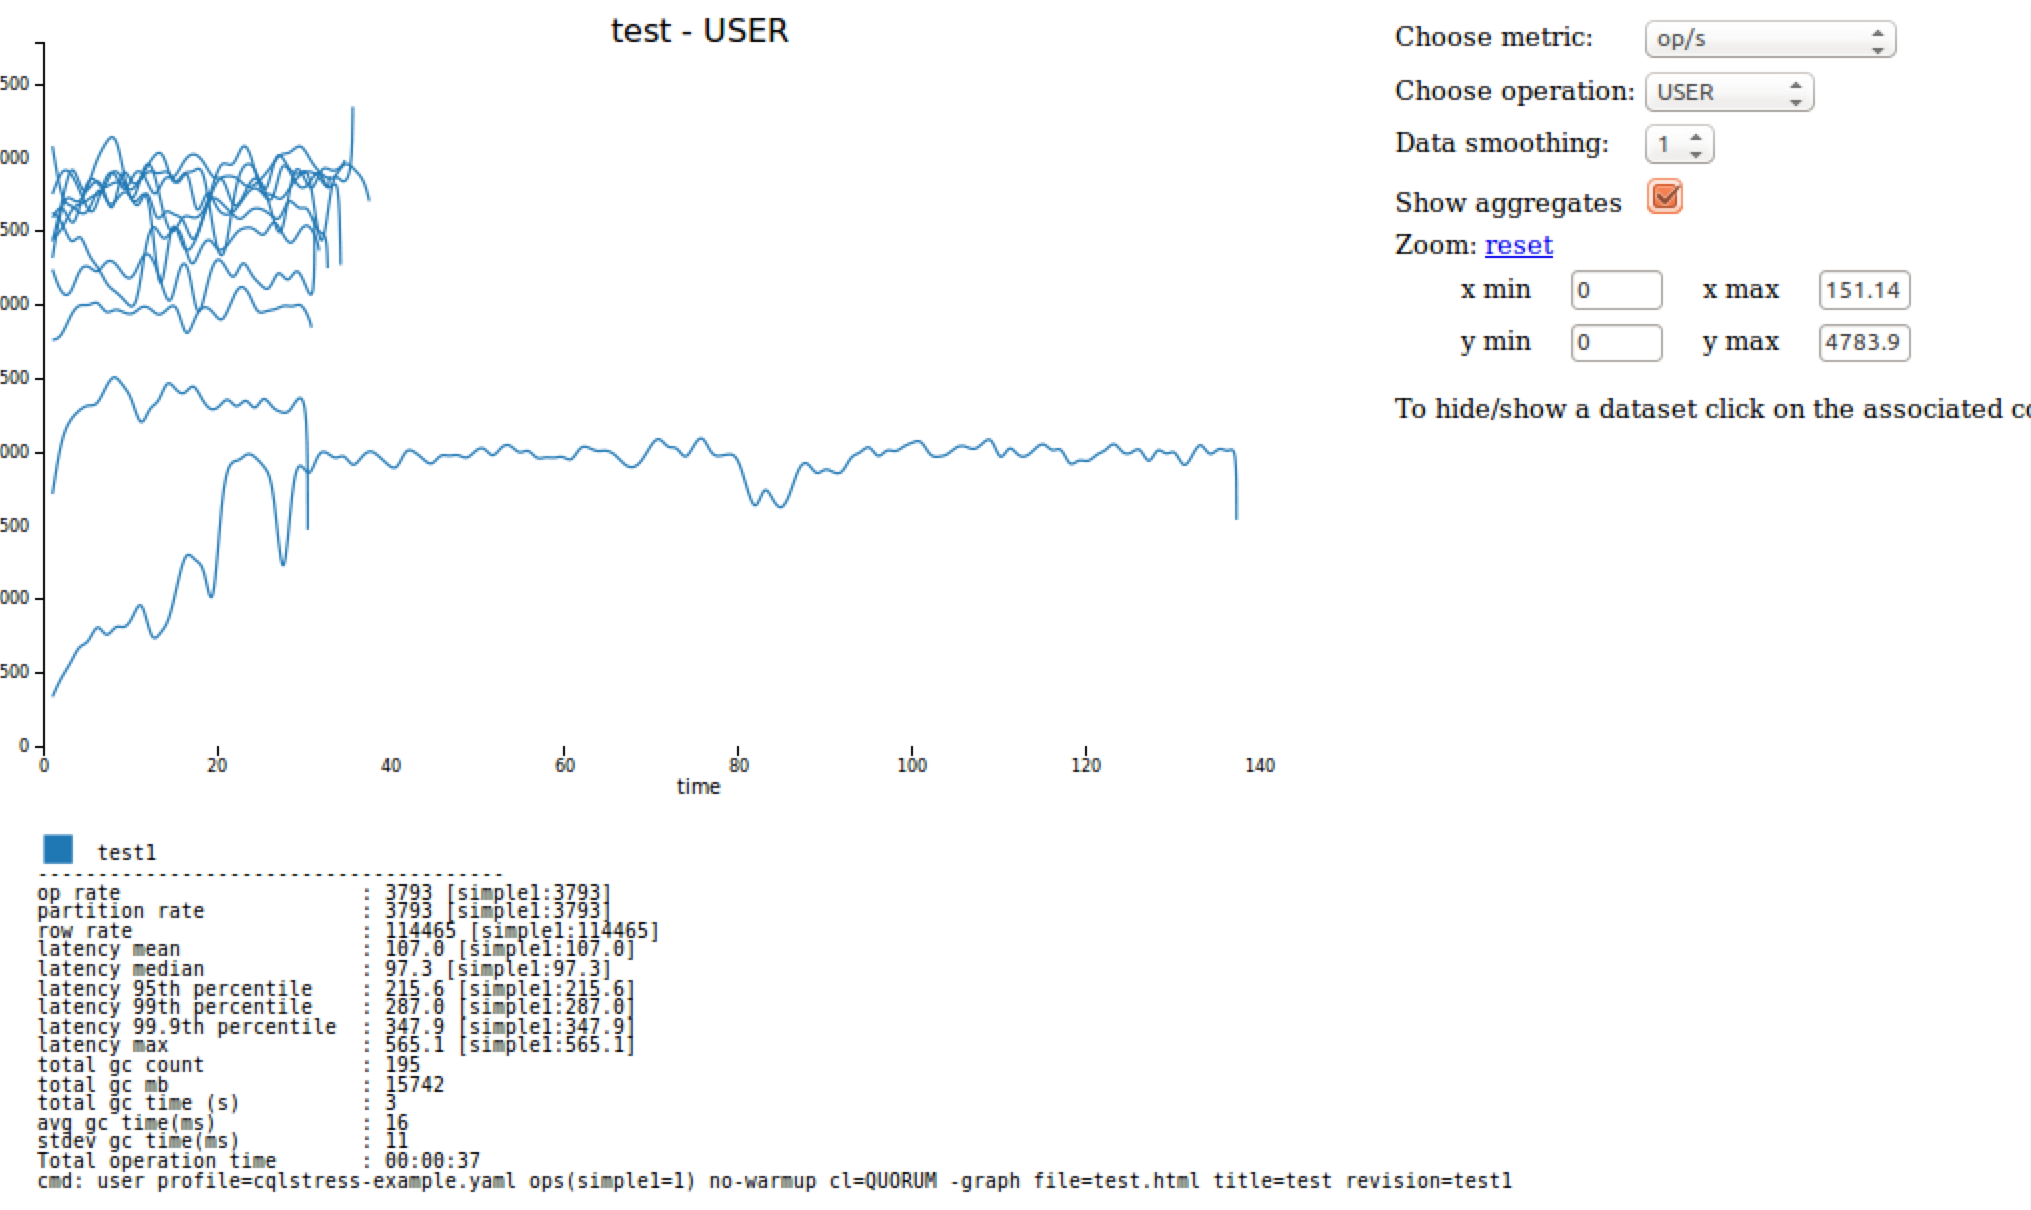 test - USER
500
000
500
000
500
000
500
000
500
0
0 20 40 60 80 100 120 140
time
Choose metric: op/s
Choose operation: USER
Data smoothing: 1
Show aggregates
Zoom: reset
x min 0 x max 151.14
y min 0 y max 4783.9
To hide/show a dataset click on the associated co
test1
---------------------------------------
op rate : 3793 [simple1:3793]
partition rate : 3793 [simple1:3793]
row rate : 114465 [simple1:114465]
latency mean : 107.0 [simple1:107.0]
latency median : 97.3 [simple1:97.3]
latency 95th percentile : 215.6 [simple1:215.6]
latency 99th percentile : 287.0 [simple1:287.0]
latency 99.9th percentile : 347.9 [simple1:347.9]
latency max : 565.1 [simple1:565.1]
total gc count : 195
total gc mb : 15742
total gc time (s) : 3
avg gc time(ms) : 16
stdev gc time(ms) : 11
Total operation time : 00:00:37
cmd: user profile=cqlstress-example.yaml ops(simple1=1) no-warmup cl=QUORUM -graph file=test.html title=test revision=test1